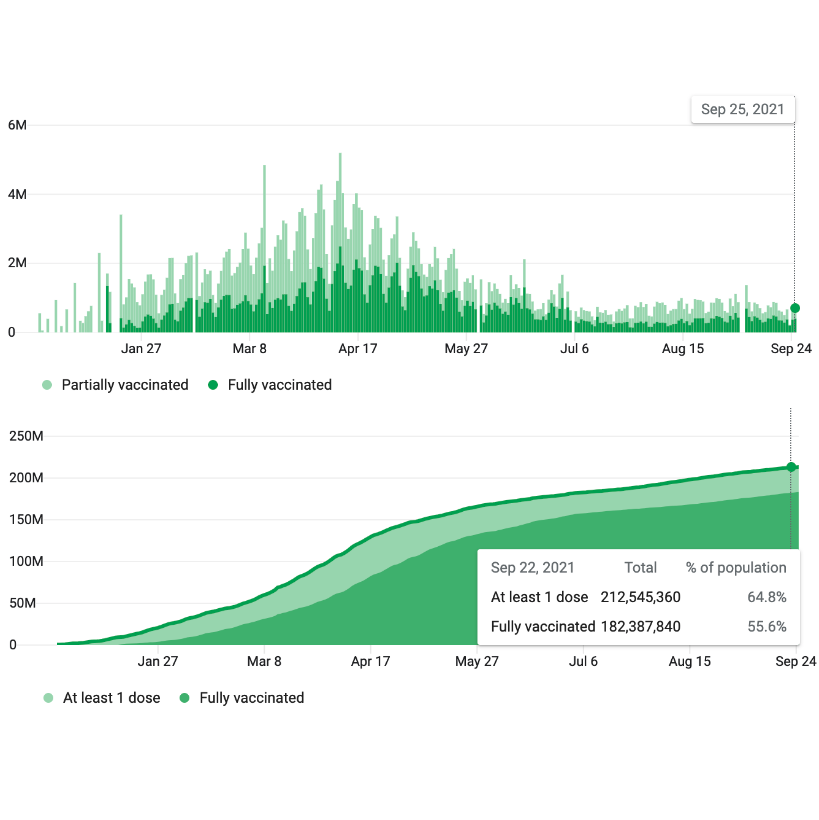 Sep 25, 2021
6M
4M
2M
0
Jan 27 Mar 8 Apr 17 May 27 Jul 6 Aug 15 Sep 24
Partially vaccinated Fully vaccinated
250M
200M
150M
100M
50M
0
Sep 22, 2021 Total % of population
At least 1 dose 212,545,360 64.8%
Fully vaccinated 182,387,840 55.6%
Jan 27 Mar 8 Apr 17 May 27 Jul 6 Aug 15 Sep 24
At least 1 dose Fully vaccinated